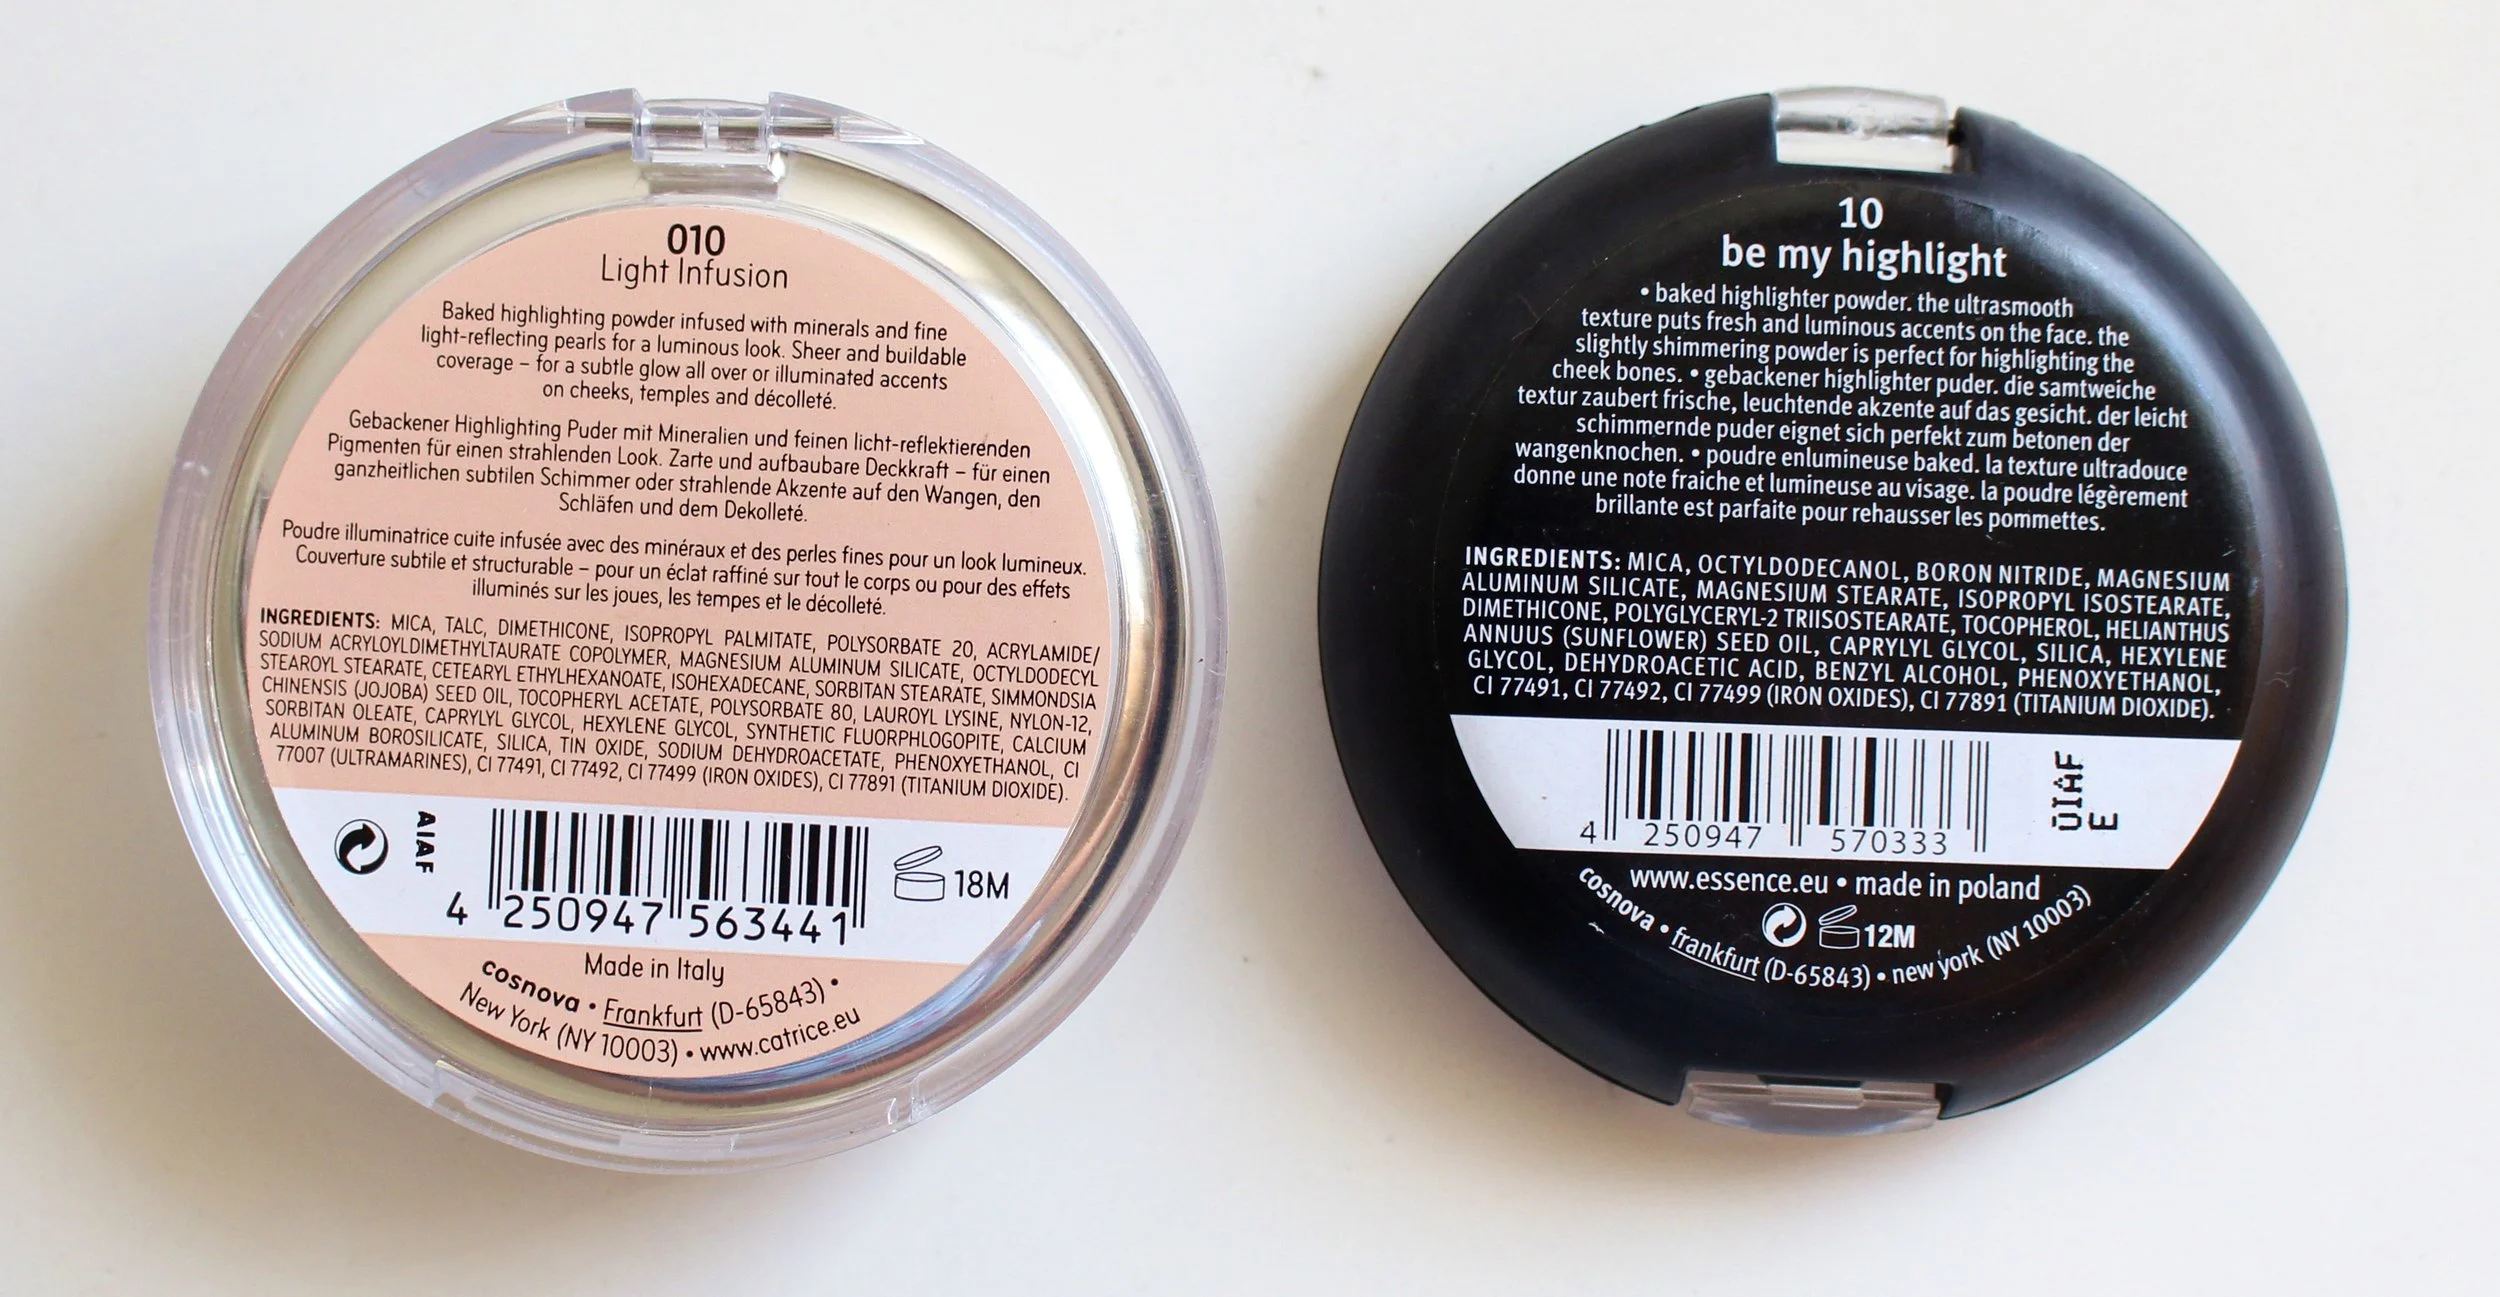 010
Light Infusion
Baked highlighting powder infused with minerals and fine
light-reflecting pearls for a luminous look. Sheer and buildable
coverage – for a subtle glow all over or illuminated accents
on cheeks, temples and décolleté.
Gebackener Highlighting Puder mit Mineralien und feinen licht-reflektierenden
Pigmenten für einen strahlenden Look. Zarte und aufbaubare Deckkraft – für einen
ganzheitlichen subtilen Schimmer oder strahlende Akzente auf den Wangen, den
Schläfen und dem Dekolleté.
Poudre illuminatrice cuite infusée avec des minéraux et des perles fines pour un look lumineux.
Couverture subtile et structurable – pour un éclat raffiné sur tout le corps ou pour des effets
illuminés sur les joues, les tempes et le décolleté.
INGREDIENTS: MICA, TALC, DIMETHICONE, ISOPROPYL PALMITATE, POLYSORBATE 20, ACRYLAMIDE/
SODIUM ACRYLOYLDIMETHYLTAURATE COPOLYMER, MAGNESIUM ALUMINUM SILICATE, OCTYLDODECYL
STEAROYL STEARATE, CETEARYL ETHYLHEXANOATE, ISOHEXADECANE, SORBITAN STEARATE, SIMMONDSIA
CHINENSIS (JOJOBA) SEED OIL, TOCOPHERYL ACETATE, POLYSORBATE 80, LAUROYL LYSINE, NYLON-12,
SORBITAN OLEATE, CAPRYLYL GLYCOL, HEXYLENE GLYCOL, SYNTHETIC FLUORPHLOGOPITE, CALCIUM
ALUMINUM BOROSILICATE, SILICA, TIN OXIDE, SODIUM DEHYDROACETATE, PHENOXYETHANOL, CI
77007 (ULTRAMARINES), CI 77491, CI 77492, CI 77499 (IRON OXIDES), CI 77891 (TITANIUM DIOXIDE).
AIAF
4 250947 563441
18M
Made in Italy
cosnova • Frankfurt (D-65843) •
New York (NY 10003) • www.catrice.eu
10
be my highlight
• baked highlighter powder. the ultrasmooth
texture puts fresh and luminous accents on the face. the
slightly shimmering powder is perfect for highlighting the
cheek bones. • gebackener highlighter puder. die samtweiche
textur zaubert frische, leuchtende akzente auf das gesicht. der leicht
schimmernde puder eignet sich perfekt zum betonen der
wangenknochen. • poudre enlumineuse baked. la texture ultradouce
donne une note fraiche et lumineuse au visage. la poudre légèrement
brillante est parfaite pour rehausser les pommettes.
INGREDIENTS: MICA, OCTYLDODECANOL, BORON NITRIDE, MAGNESIUM
ALUMINUM SILICATE, MAGNESIUM STEARATE, ISOPROPYL ISOSTEARATE,
DIMETHICONE, POLYGLYCERYL-2 TRIISOSTEARATE, TOCOPHEROL, HELIANTHUS
ANNUUS (SUNFLOWER) SEED OIL, CAPRYLYL GLYCOL, SILICA, HEXYLENE
GLYCOL, DEHYDROACETIC ACID, BENZYL ALCOHOL, PHENOXYETHANOL,
CI 77491, CI 77492, CI 77499 (IRON OXIDES), CI 77891 (TITANIUM DIOXIDE).
4 250947 570333
E
www.essence.eu • made in poland
12M
cosnova • frankfurt (D-65843) • new york (NY 10003)